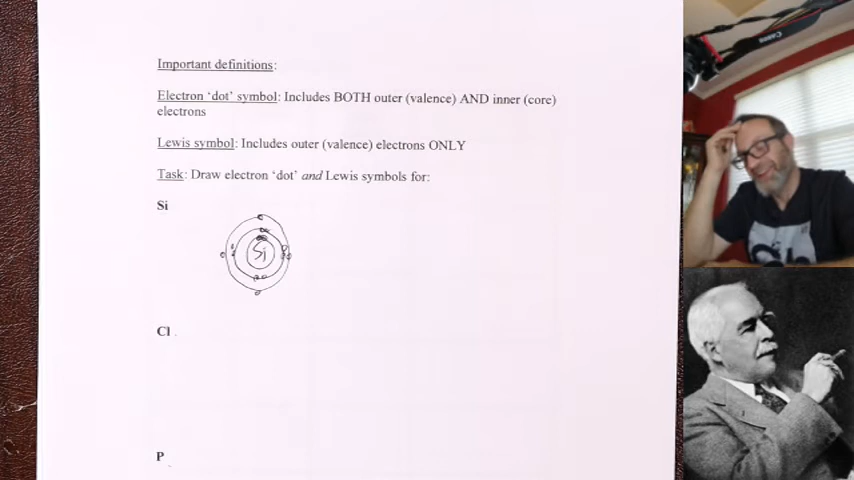 Important definitions:
Electron 'dot' symbol: Includes BOTH outer (valence) AND inner (core)
electrons
Lewis symbol: Includes outer (valence) electrons ONLY
Task: Draw electron 'dot' and Lewis symbols for:
Si
Si
Cl
P
Canon